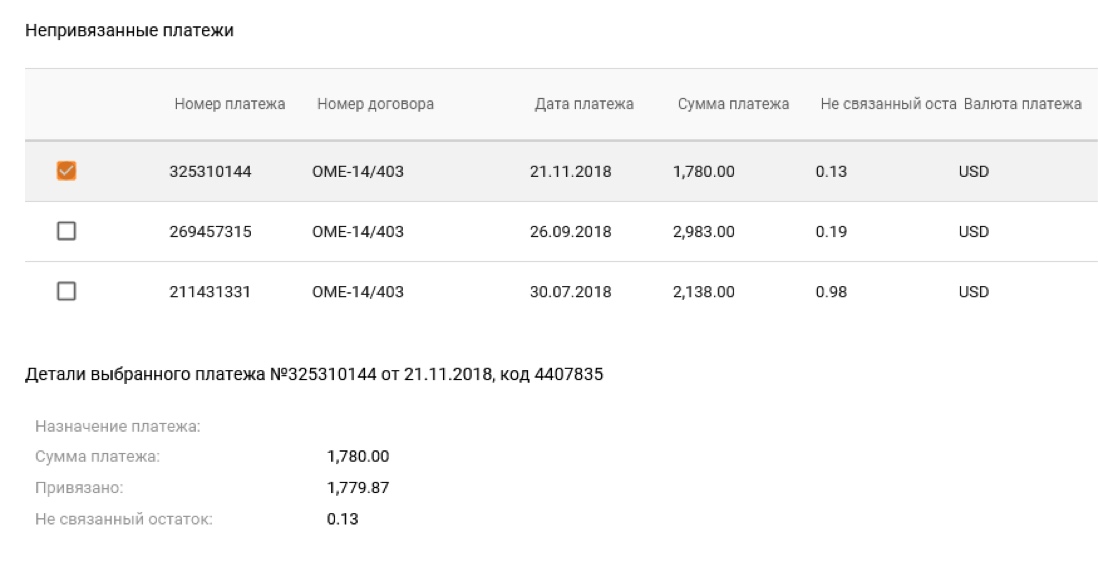 Непривязанные платежи
Номер платежа Номер договора Дата платежа Сумма платежа Не связанный оста Валюта платежа
325310144 OME-14/403 21.11.2018 1,780.00 0.13 USD
269457315 OME-14/403 26.09.2018 2,983.00 0.19 USD
211431331 OME-14/403 30.07.2018 2,138.00 0.98 USD
Детали выбранного платежа №325310144 от 21.11.2018, код 4407835
Назначение платежа:
Сумма платежа: 1,780.00
Привязано: 1,779.87
Не связанный остаток: 0.13